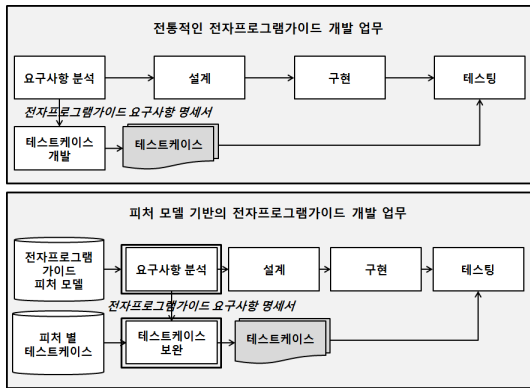 전통적인 전자프로그램가이드 개발 업무
요구사항 분석
설계
구현
테스팅
전자프로그램가이드 요구사항 명세서
테스트케이스
개발
테스트케이스
피처 모델 기반의 전자프로그램가이드 개발 업무
전자프로그램
가이드
피처 모델
요구사항 분석
설계
구현
테스팅
전자프로그램가이드 요구사항 명세서
피처 별
테스트케이스
테스트케이스
보완
테스트케이스